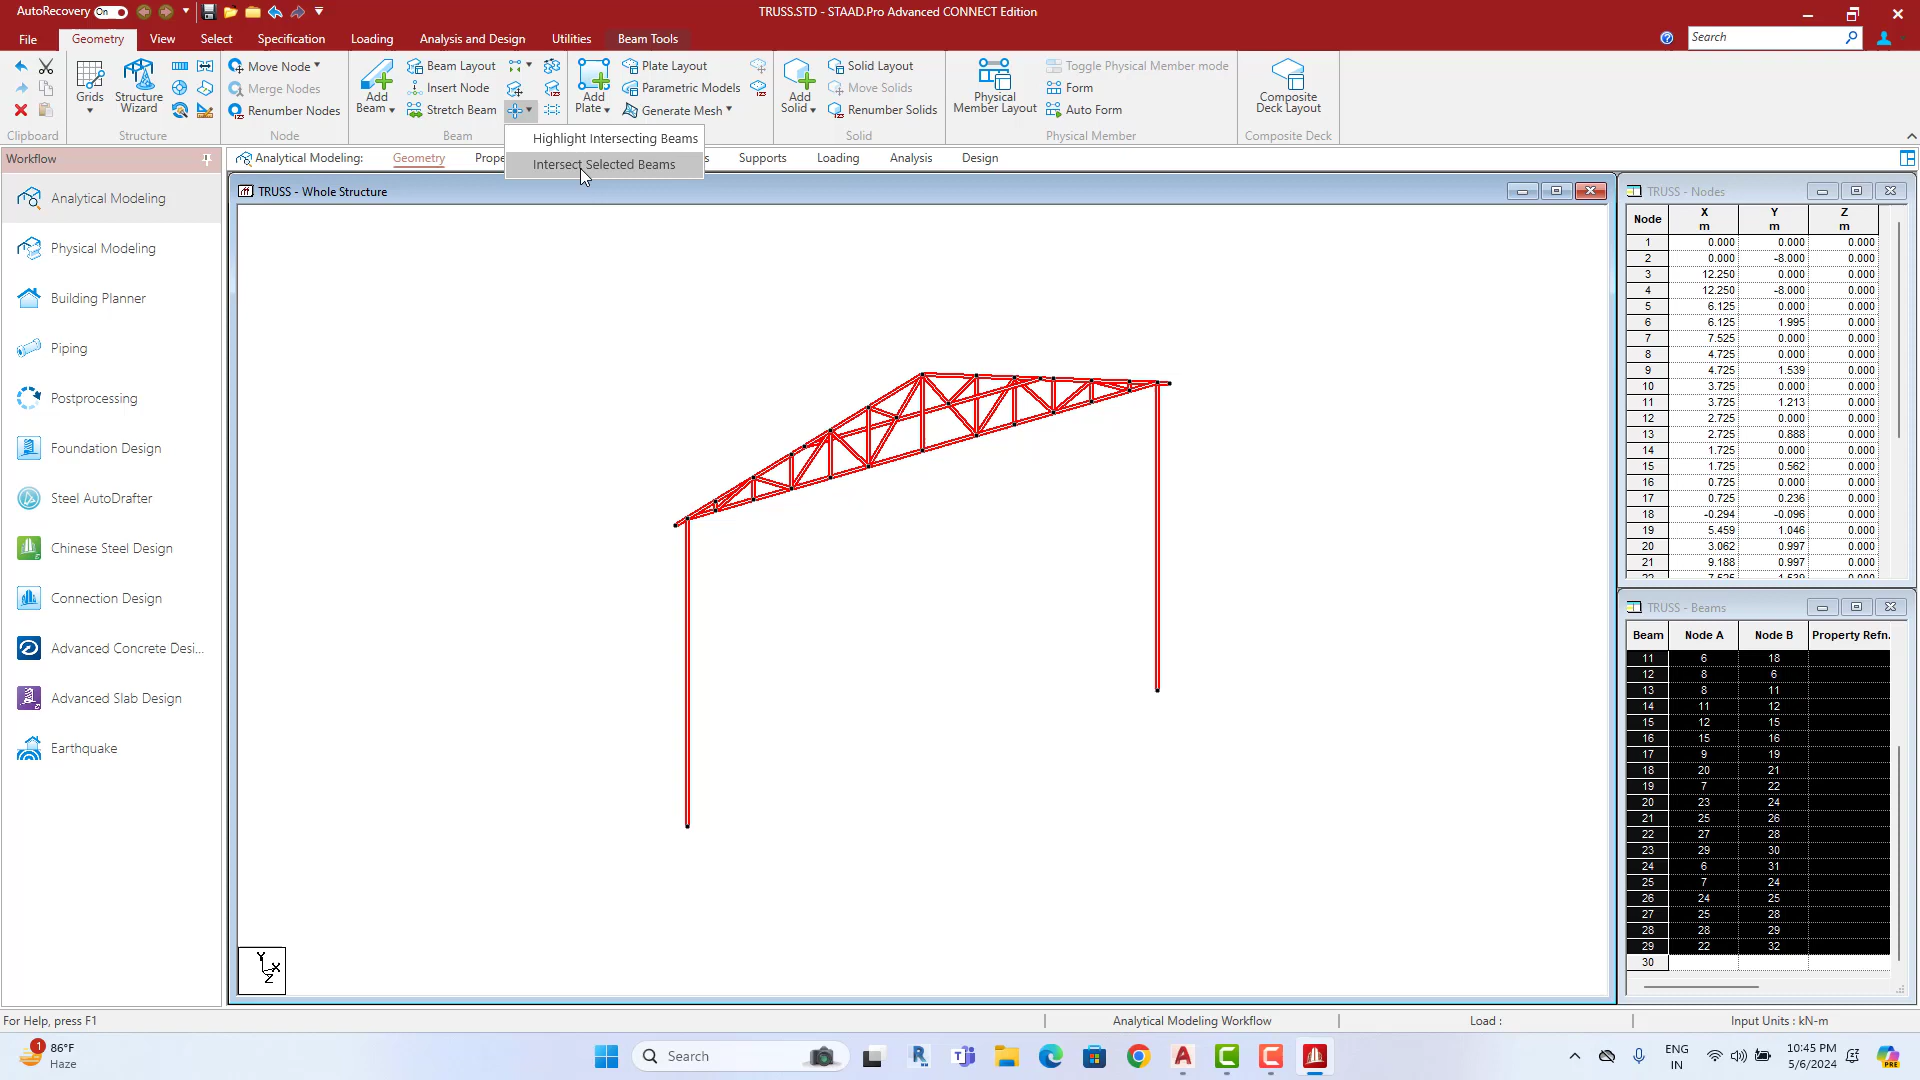 AutoRecovery On
TRUSS.STD - STAAD.Pro Advanced CONNECT Edition
File Geometry View Select Specification Loading Analysis and Design Utilities Beam Tools
Search
Move Node
Merge Nodes
Renumber Nodes
Grids
Structure Wizard
Add Beam
Beam Layout
Insert Node
Stretch Beam
Add Plate
Plate Layout
Parametric Models
Generate Mesh
Add Solid
Solid Layout
Move Solids
Renumber Solids
Physical Member Layout
Toggle Physical Member mode
Form
Auto Form
Composite Deck Layout
Clipboard Structure Node Beam Solid Physical Member Composite Deck
Highlight Intersecting Beams
Intersect Selected Beams
Workflow
Analytical Modeling: Geometry Supports Loading Analysis Design
Analytical Modeling
Physical Modeling
Building Planner
Piping
Postprocessing
Foundation Design
Steel AutoDrafter
Chinese Steel Design
Connection Design
Advanced Concrete Desi...
Advanced Slab Design
Earthquake
TRUSS - Whole Structure
Y X Z
TRUSS - Nodes
Node X m Y m Z m
1 0.000 0.000 0.000
2 0.000 -8.000 0.000
3 12.250 0.000 0.000
4 12.250 -8.000 0.000
5 6.125 0.000 0.000
6 6.125 1.995 0.000
7 7.525 0.000 0.000
8 4.725 0.000 0.000
9 4.725 1.539 0.000
10 3.725 0.000 0.000
11 3.725 1.213 0.000
12 2.725 0.000 0.000
13 2.725 0.888 0.000
14 1.725 0.000 0.000
15 1.725 0.562 0.000
16 0.725 0.000 0.000
17 0.725 0.236 0.000
18 -0.294 -0.096 0.000
19 5.459 1.046 0.000
20 3.062 0.997 0.000
21 9.188 0.997 0.000
TRUSS - Beams
Beam Node A Node B Property Refn.
11 6 18
12 8 6
13 8 11
14 11 12
15 12 15
16 15 16
17 9 19
18 20 21
19 7 22
20 23 24
21 25 26
22 27 28
23 29 30
24 6 31
25 7 24
26 24 25
27 25 28
28 28 29
29 22 32
30
For Help, press F1
Analytical Modeling Workflow
Load :
Input Units : kN-m
1
86°F
Haze
Search
ENG
IN
10:45 PM
5/6/2024
PRE